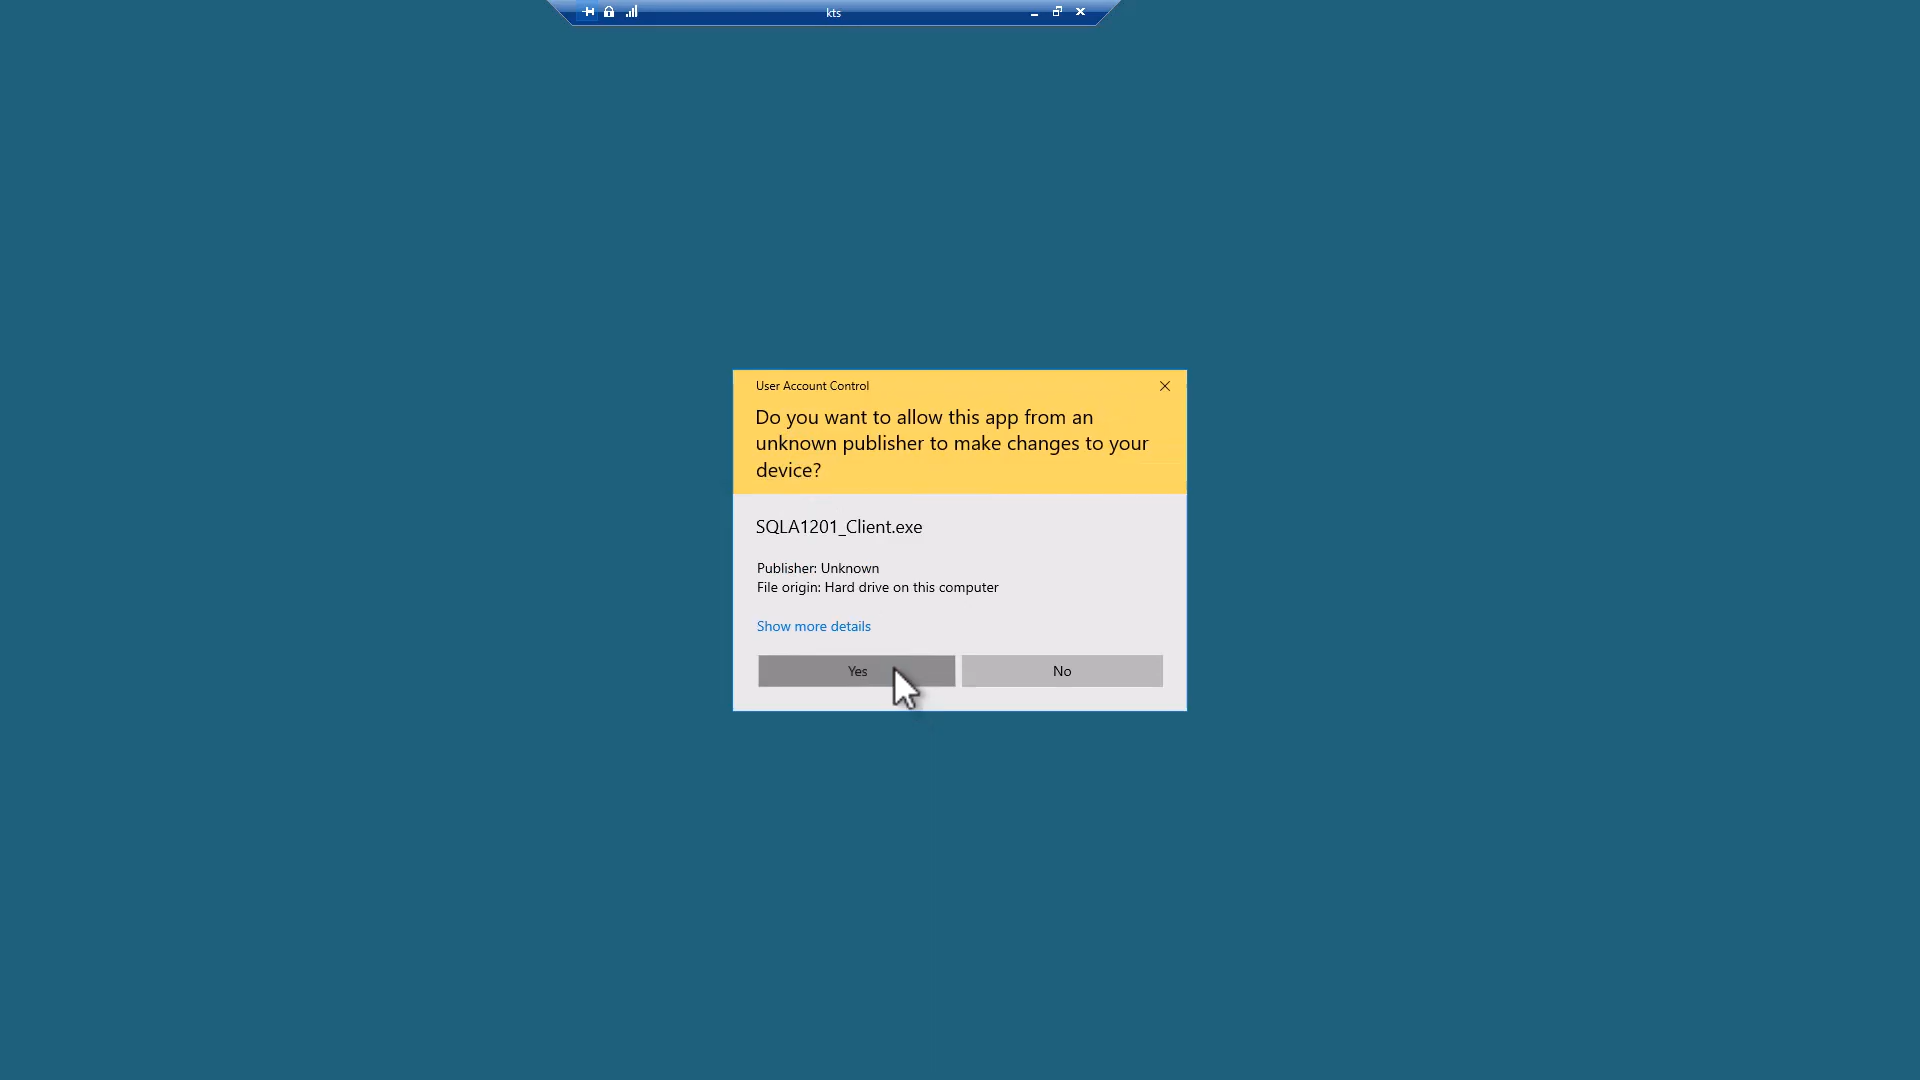 kts
User Account Control
Do you want to allow this app from an
unknown publisher to make changes to your
device?
SQLA1201_Client.exe
Publisher: Unknown
File origin: Hard drive on this computer
Show more details
Yes
No